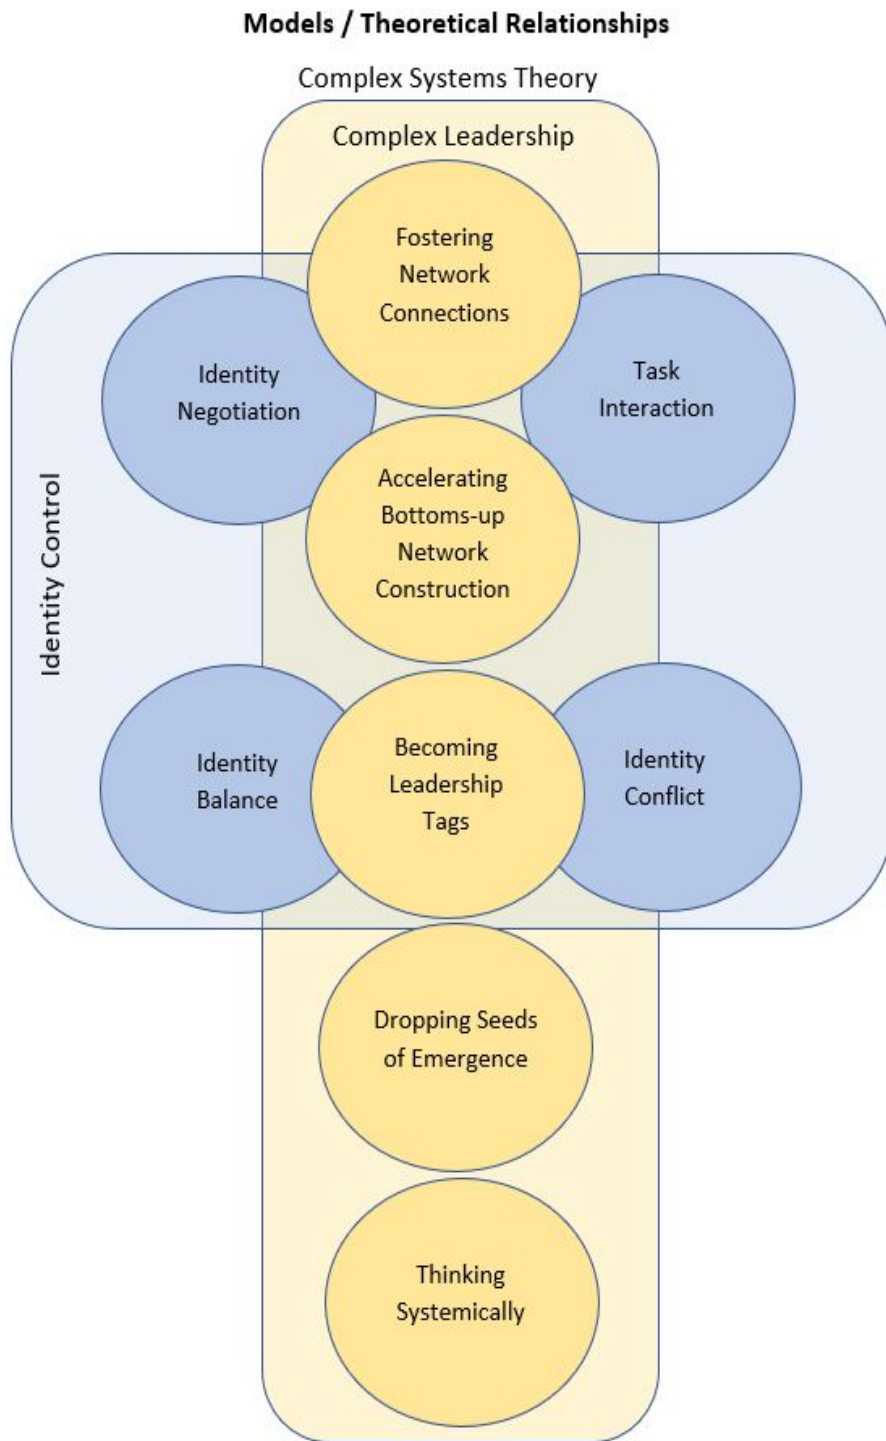 Models / Theoretical Relationships
Complex Systems Theory
Complex Leadership
Fostering
Network
Connections
Identity
Negotiation
Task
Interaction
Accelerating
Bottoms-up
Network
Construction
Identity Control
Identity
Balance
Becoming
Leadership
Tags
Identity
Conflict
Dropping Seeds
of Emergence
Thinking
Systemically